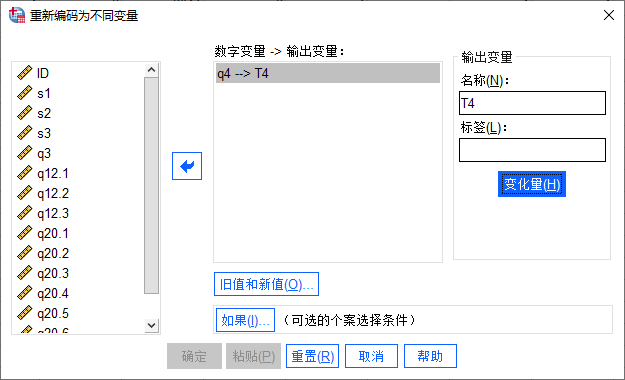 重新编码为不同变量
数字变量 -> 输出变量：
ID
s1
s2
s3
q3
q12.1
q12.2
q12.3
q20.1
q20.2
q20.3
q20.4
q20.5
q20.6
q4 --> T4
输出变量
名称(N)：
T4
标签(L)：
变化量(H)
旧值和新值(O)...
如果(I)...（可选的个案选择条件）
确定 粘贴(P) 重置(R) 取消 帮助